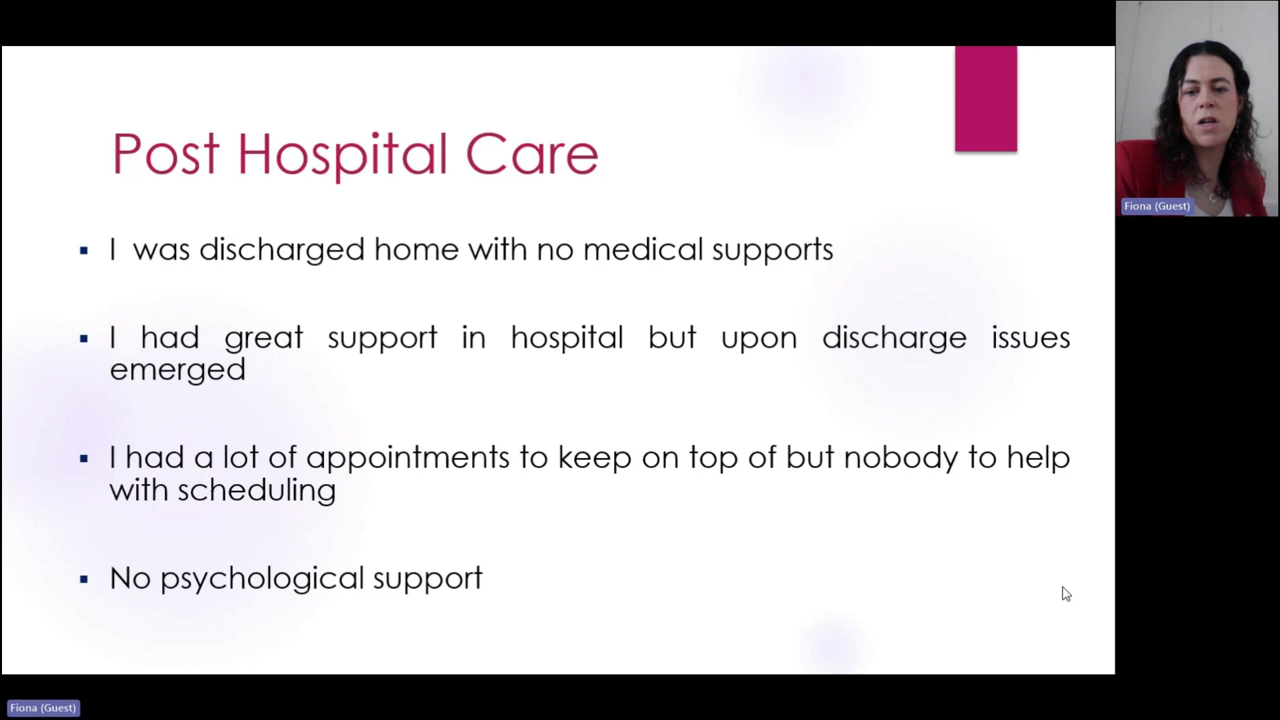 Post Hospital Care
▪ I was discharged home with no medical supports
▪ I had great support in hospital but upon discharge issues
emerged
▪ I had a lot of appointments to keep on top of but nobody to help
with scheduling
▪ No psychological support
Fiona (Guest)
Fiona (Guest)